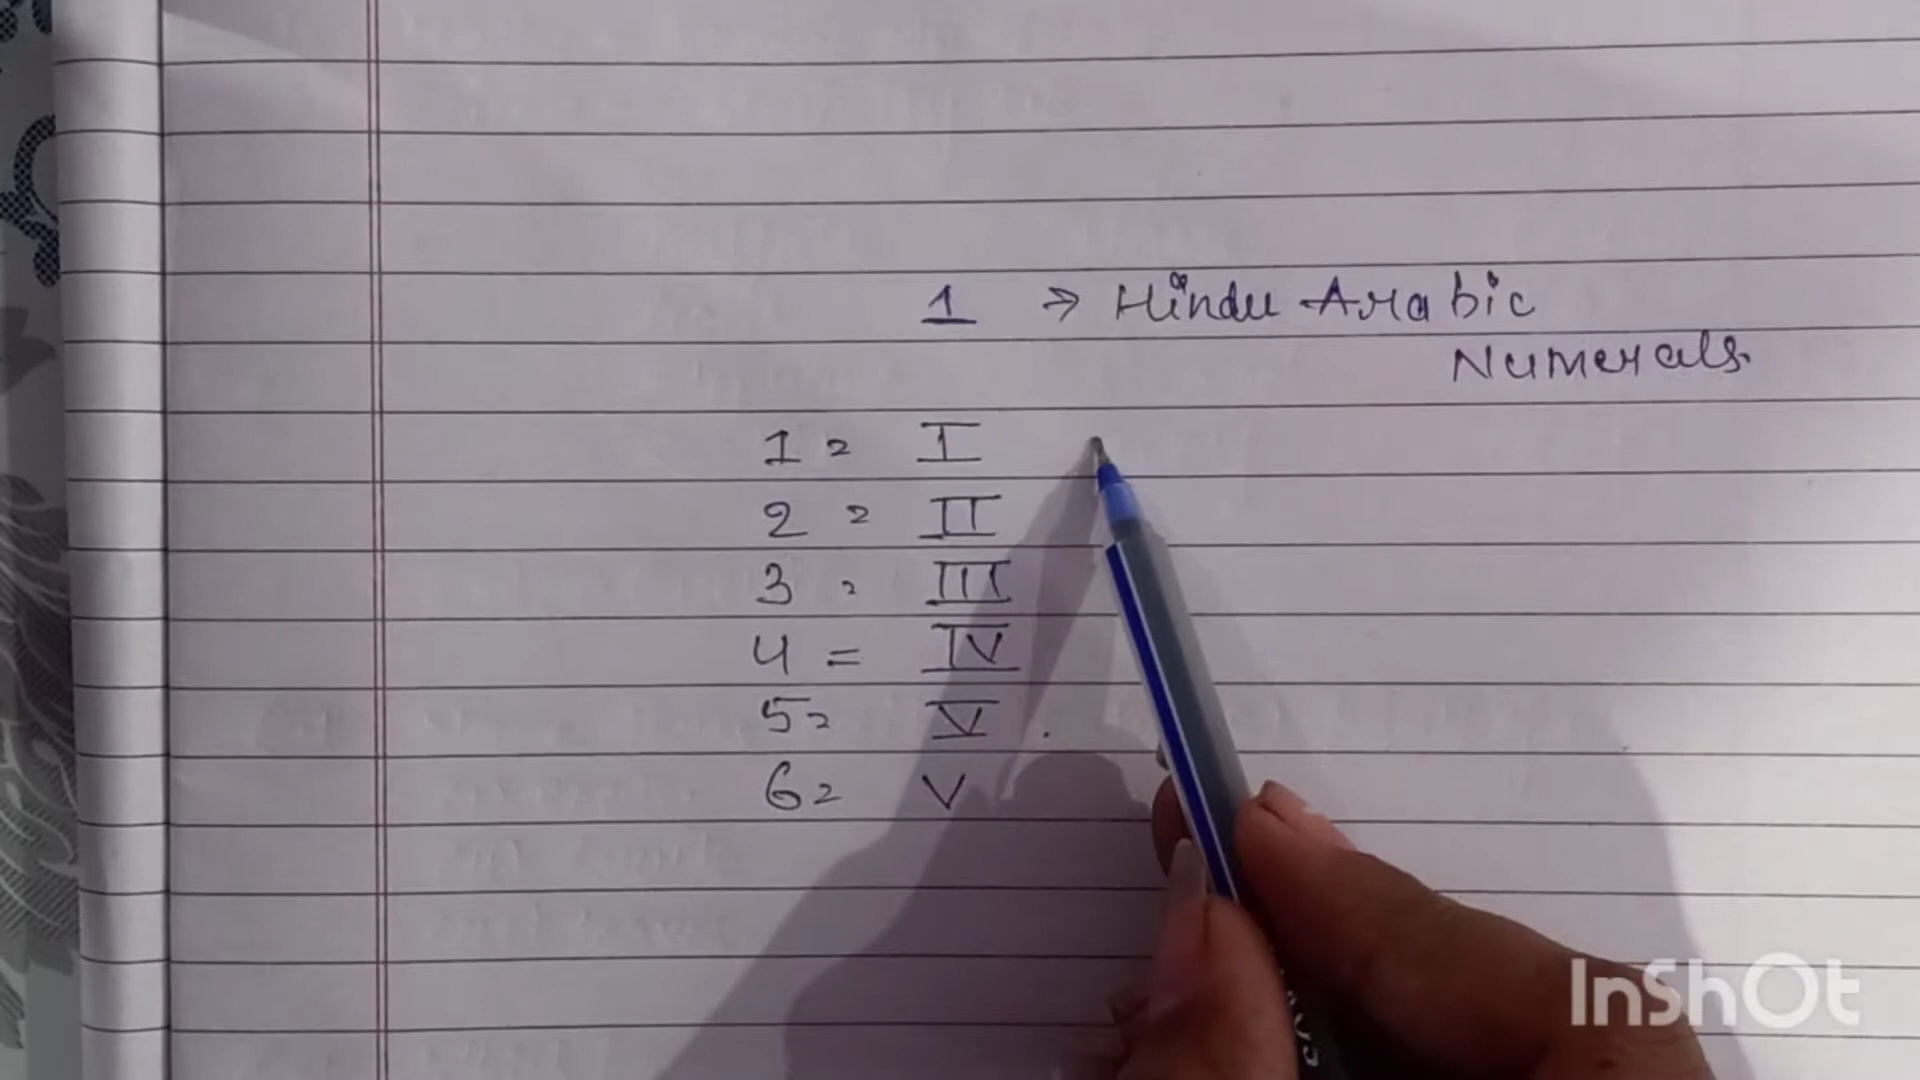 1 → Hindu Arabic
Numerals.
1 = I
2 = II
3 = III
4 = IV
5 = V .
6 = V
InShOt